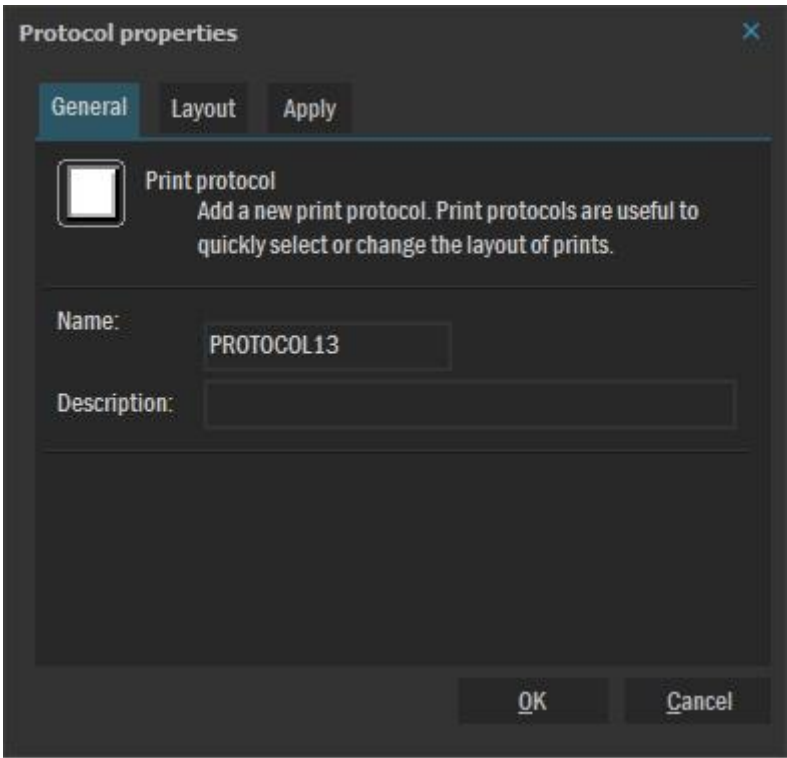 Protocol properties
General Layout Apply
Print protocol
Add a new print protocol. Print protocols are useful to
quickly select or change the layout of prints.
Name:
PROTOCOL13
Description:
OK Cancel